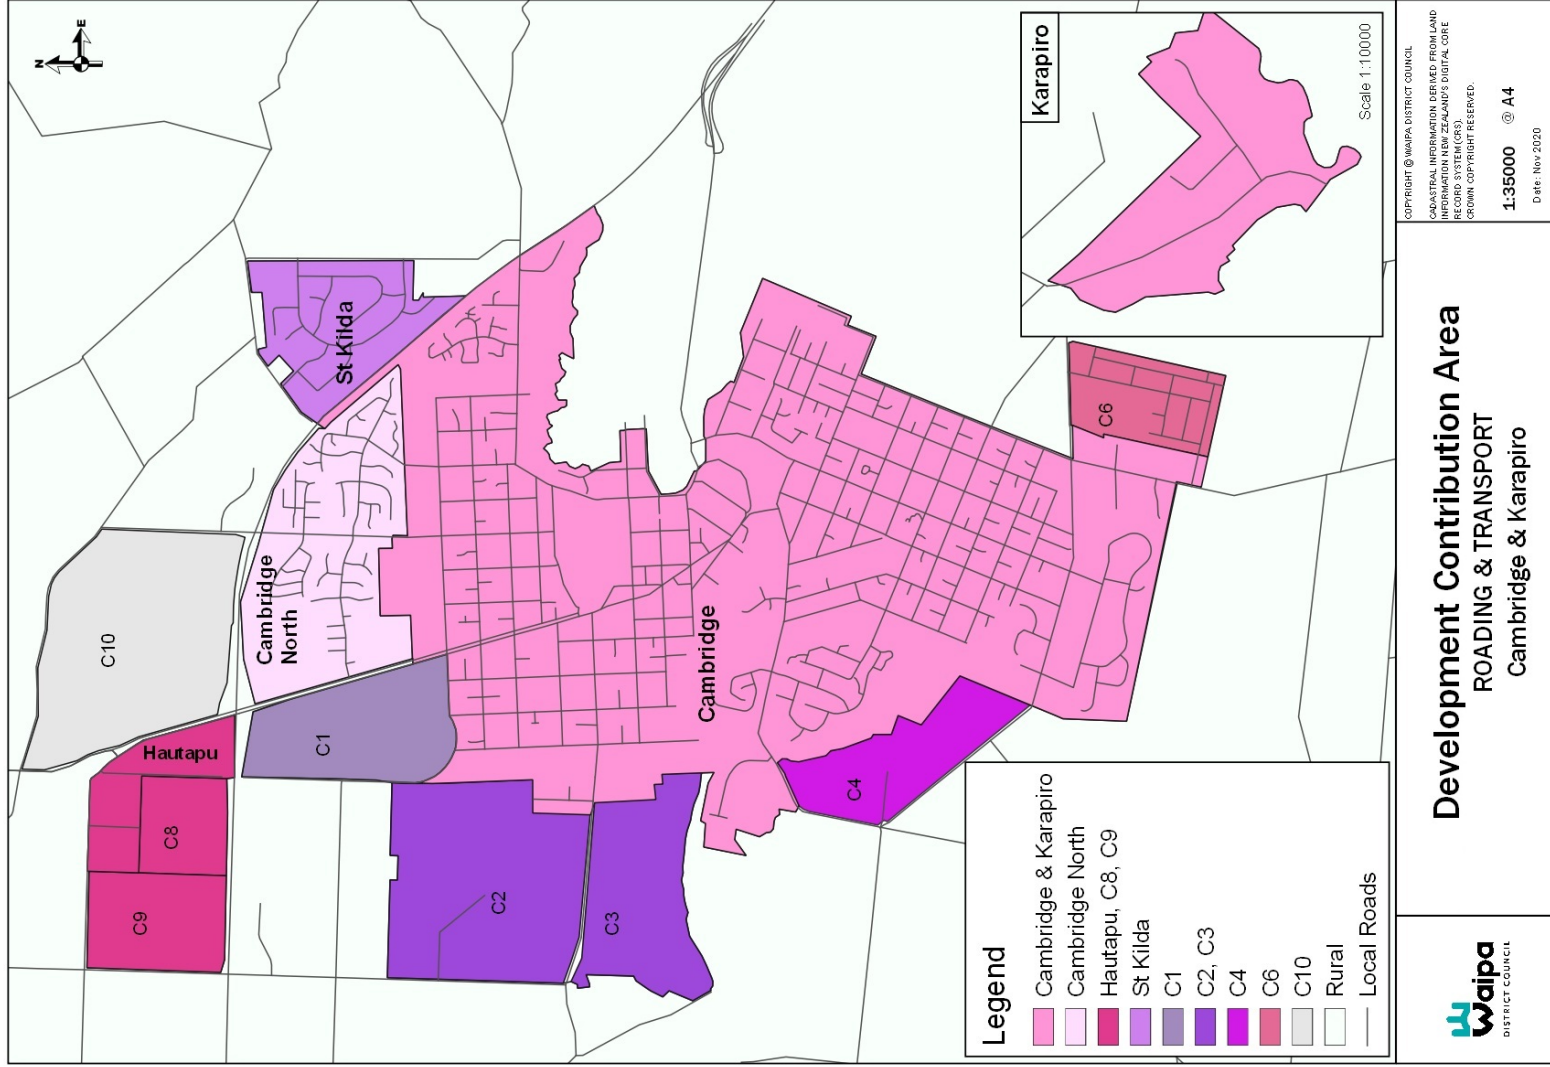 N
E
Karapiro
Scale 1:10000
St Kilda
Cambridge
North
C10
Hautapu
C8
C9
C1
C2
C3
Cambridge
C4
C6
Legend
Cambridge & Karapiro
Cambridge North
Hautapu, C8, C9
St Kilda
C1
C2, C3
C4
C6
C10
Rural
Local Roads
COPYRIGHT @ WAIPA DISTRICT COUNCIL
CADASTRAL INFORMATION DERIVED FROM LAND
INFORMATION NEW ZEALAND'S DIGITAL CORE
RECORD SYSTEM (CRS).
CROWN COPYRIGHT RESERVED.
1:35000 @ A4
Date: Nov 2020
Development Contribution Area
ROADING & TRANSPORT
Cambridge & Karapiro
Waipa
DISTRICT COUNCIL